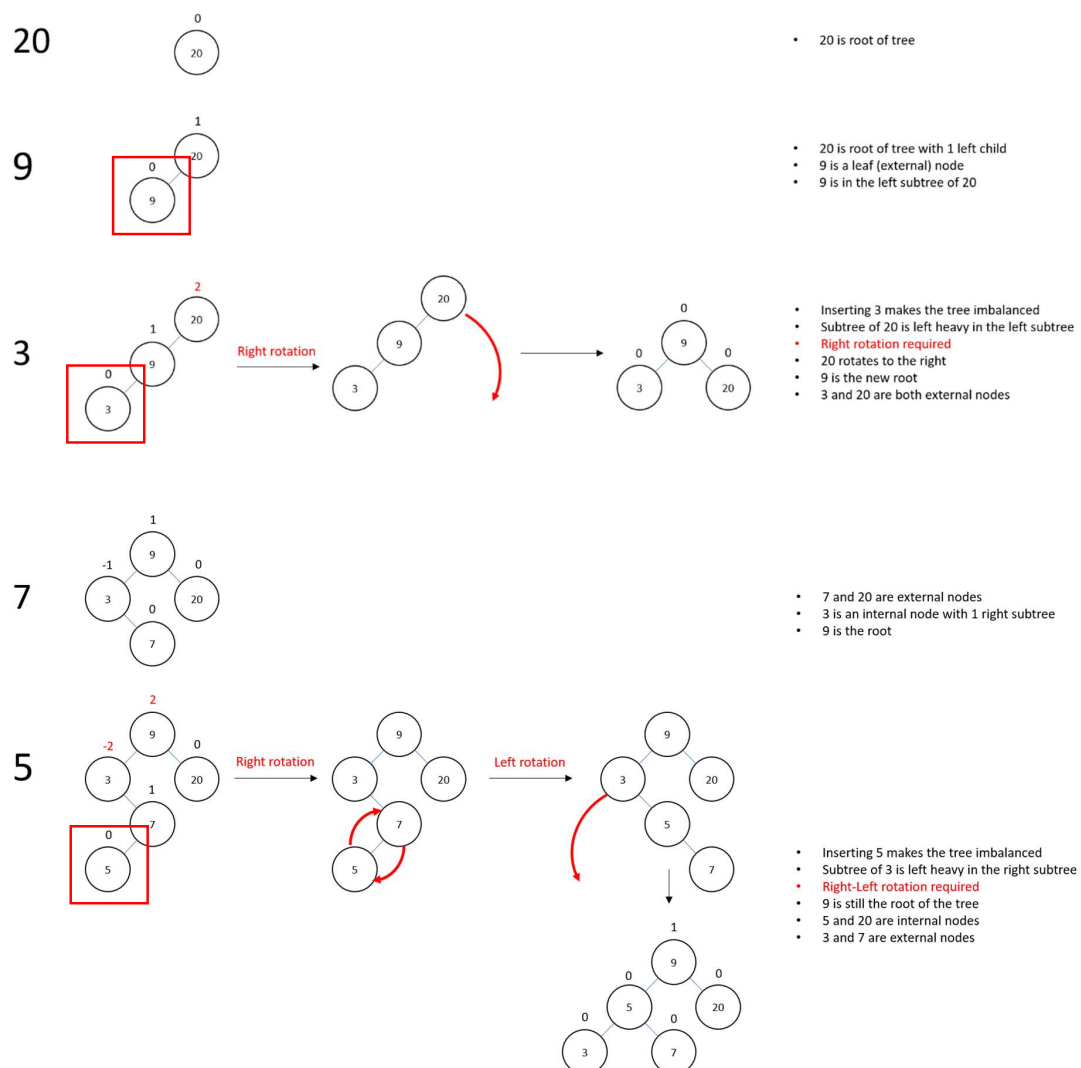 20
0
20
• 20 is root of tree
9
1
20
0
9
• 20 is root of tree with 1 left child
• 9 is a leaf (external) node
• 9 is in the left subtree of 20
3
2
20
1
9
0
3
Right rotation
20
9
3
0
9
0
0
3
20
• Inserting 3 makes the tree imbalanced
• Subtree of 20 is left heavy in the left subtree
• Right rotation required
• 20 rotates to the right
• 9 is the new root
• 3 and 20 are both external nodes
7
1
9
-1
0
3
20
0
7
• 7 and 20 are external nodes
• 3 is an internal node with 1 right subtree
• 9 is the root
5
2
9
-2
0
3
20
1
7
0
5
Right rotation
9
3
20
7
5
Left rotation
9
3
20
5
7
1
9
0
0
5
20
0
0
3
7
• Inserting 5 makes the tree imbalanced
• Subtree of 3 is left heavy in the right subtree
• Right-Left rotation required
• 9 is still the root of the tree
• 5 and 20 are internal nodes
• 3 and 7 are external nodes